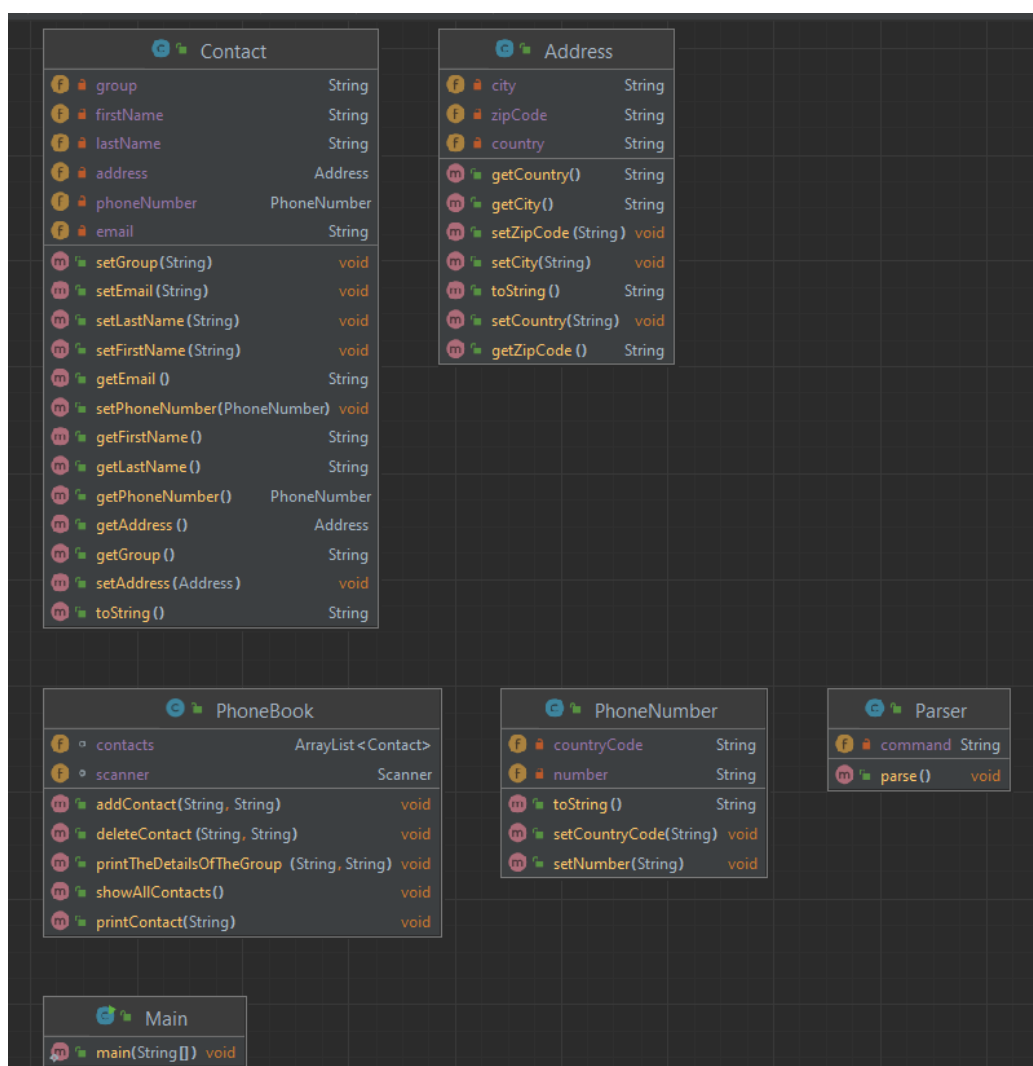 Contact
group String
firstName String
lastName String
address Address
phoneNumber PhoneNumber
email String
setGroup(String) void
setEmail(String) void
setLastName(String) void
setFirstName(String) void
getEmail() String
setPhoneNumber(PhoneNumber) void
getFirstName() String
getLastName() String
getPhoneNumber() PhoneNumber
getAddress() Address
getGroup() String
setAddress(Address) void
toString() String
Address
city String
zipCode String
country String
getCountry() String
getCity() String
setZipCode(String) void
setCity(String) void
toString() String
setCountry(String) void
getZipCode() String
PhoneBook
contacts ArrayList<Contact>
scanner Scanner
addContact(String, String) void
deleteContact(String, String) void
printTheDetailsOfTheGroup (String, String) void
showAllContacts() void
printContact(String) void
PhoneNumber
countryCode String
number String
toString() String
setCountryCode(String) void
setNumber(String) void
Parser
command String
parse() void
Main
main(String[]) void